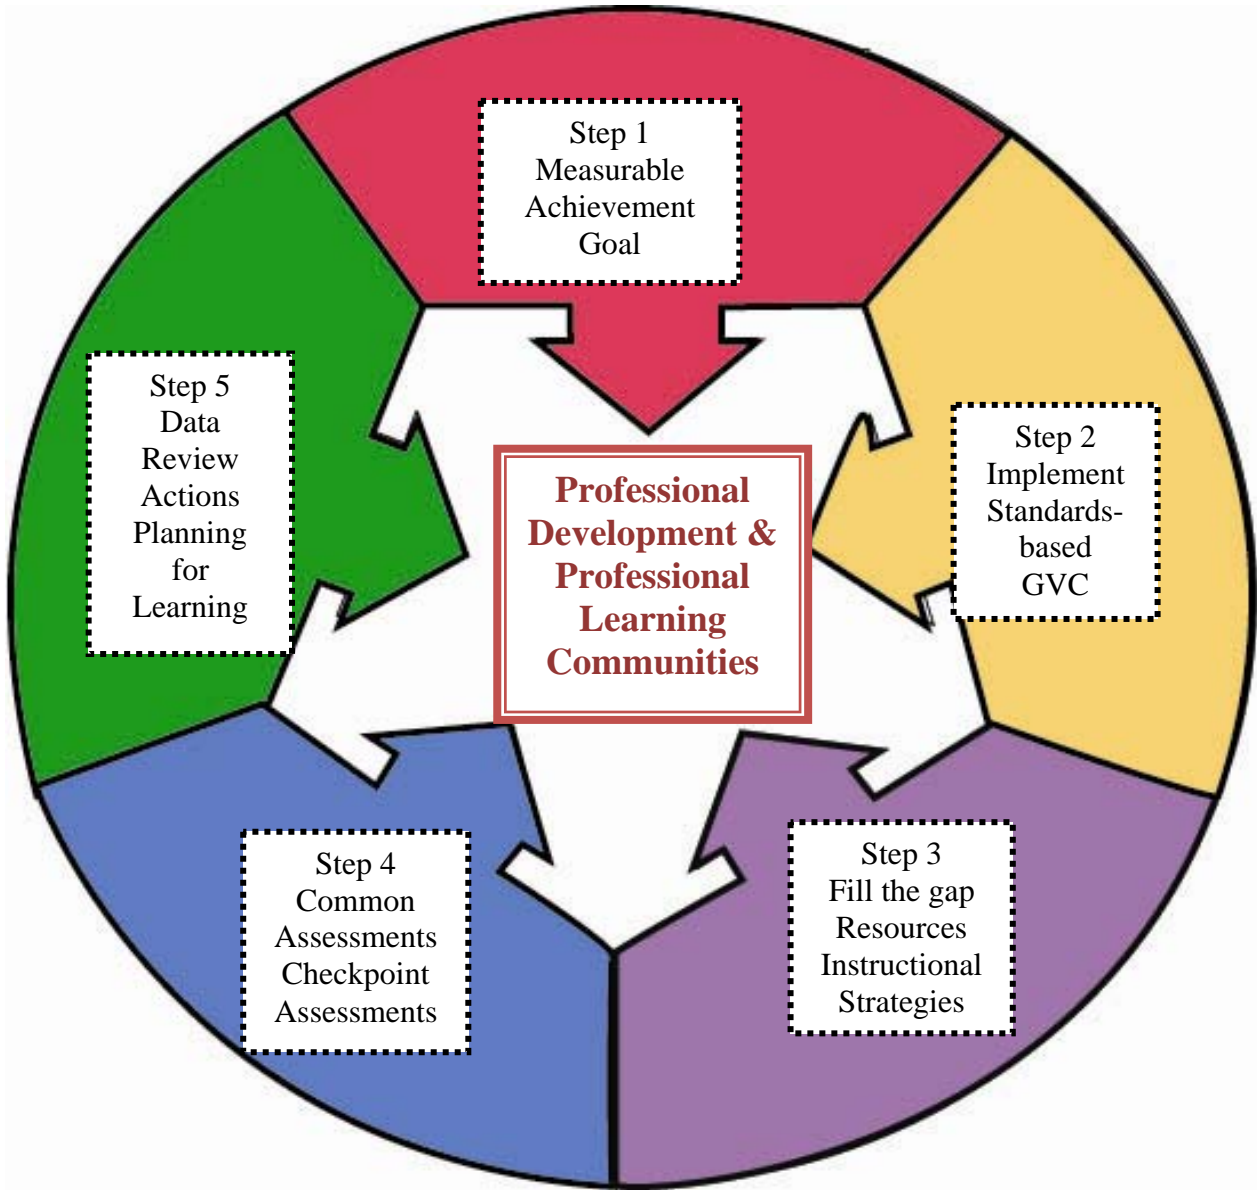 Step 1
Measurable
Achievement
Goal
Step 2
Implement
Standards-
based
GVC
Step 3
Fill the gap
Resources
Instructional
Strategies
Step 4
Common
Assessments
Checkpoint
Assessments
Step 5
Data
Review
Actions
Planning
for
Learning
Professional
Development &
Professional
Learning
Communities